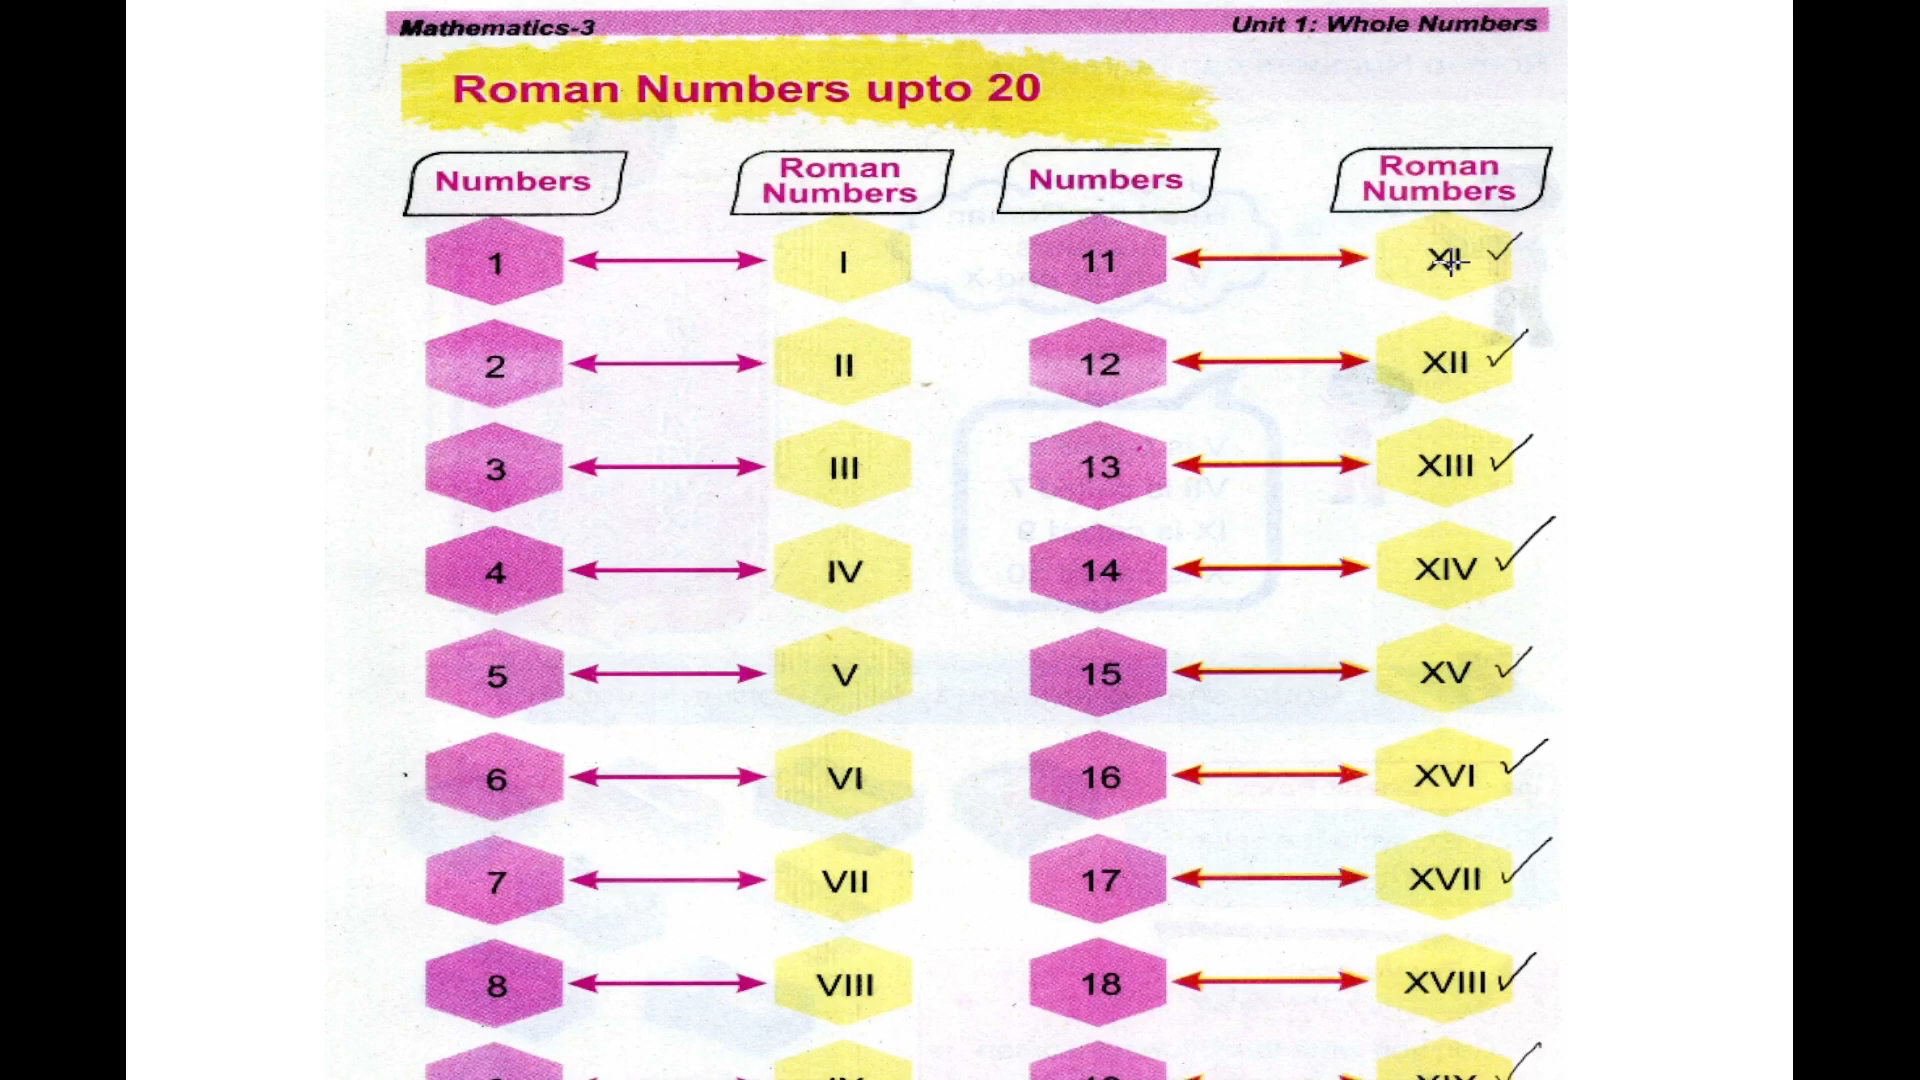 Mathematics-3 Unit 1: Whole Numbers
Roman Numbers upto 20
Numbers Roman Numbers Numbers Roman Numbers
1 I 11 XI
2 II 12 XII
3 III 13 XIII
4 IV 14 XIV
5 V 15 XV
6 VI 16 XVI
7 VII 17 XVII
8 VIII 18 XVIII